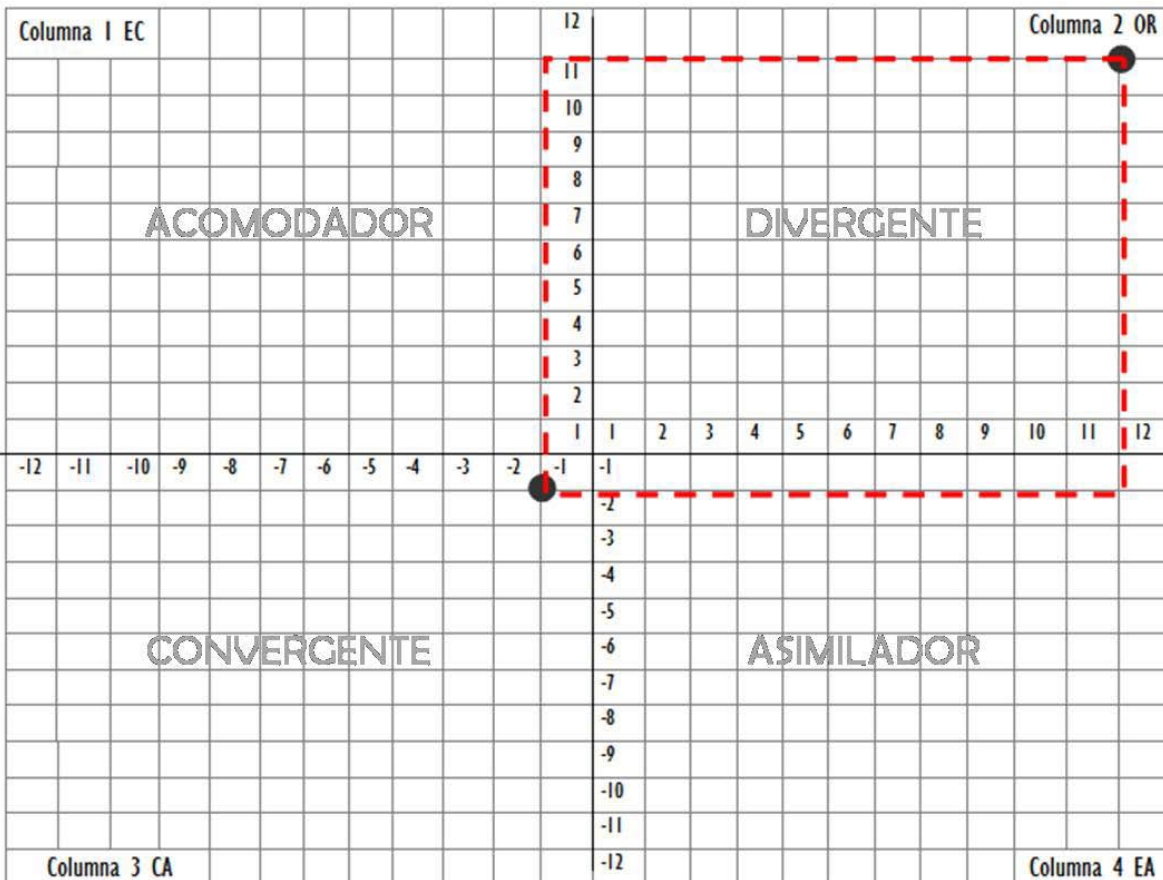 Columna 1 EC
12
Columna 2 OR
11
10
9
8
ACOMODADOR
7
DIVERGENTE
6
5
4
3
2
1 1 2 3 4 5 6 7 8 9 10 11 12
-12 -11 -10 -9 -8 -7 -6 -5 -4 -3 -2 -1 -1
-2
-3
-4
-5
CONVERGENTE
-6
ASIMILADOR
-7
-8
-9
-10
-11
Columna 3 CA
-12
Columna 4 EA